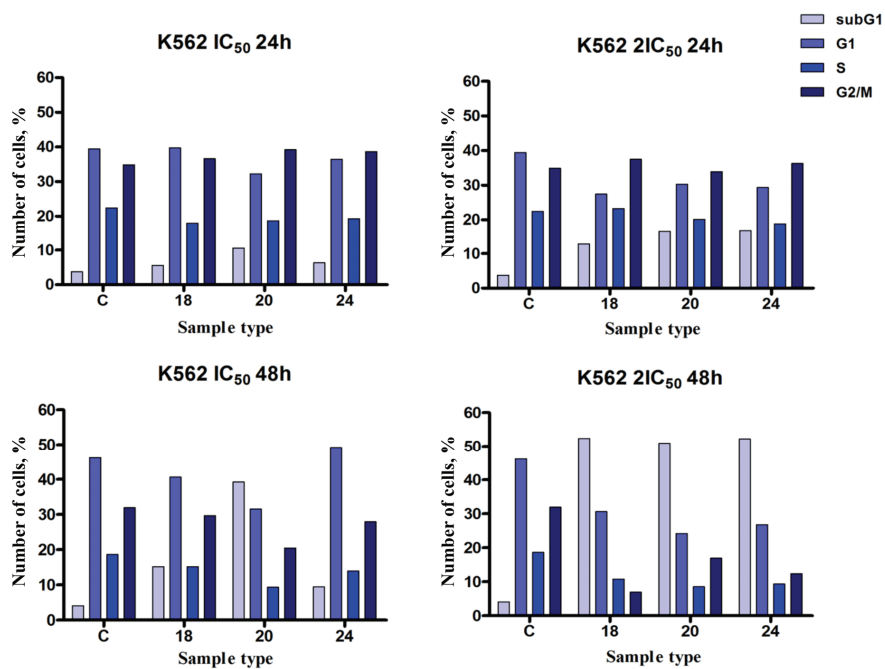 subG1
G1
S
G2/M
K562 IC50 24h
Number of cells, %
60
50
40
30
20
10
0
C 18 20 24
Sample type
K562 2IC50 24h
Number of cells, %
60
50
40
30
20
10
0
C 18 20 24
Sample type
K562 IC50 48h
Number of cells, %
60
50
40
30
20
10
0
C 18 20 24
Sample type
K562 2IC50 48h
Number of cells, %
60
50
40
30
20
10
0
C 18 20 24
Sample type